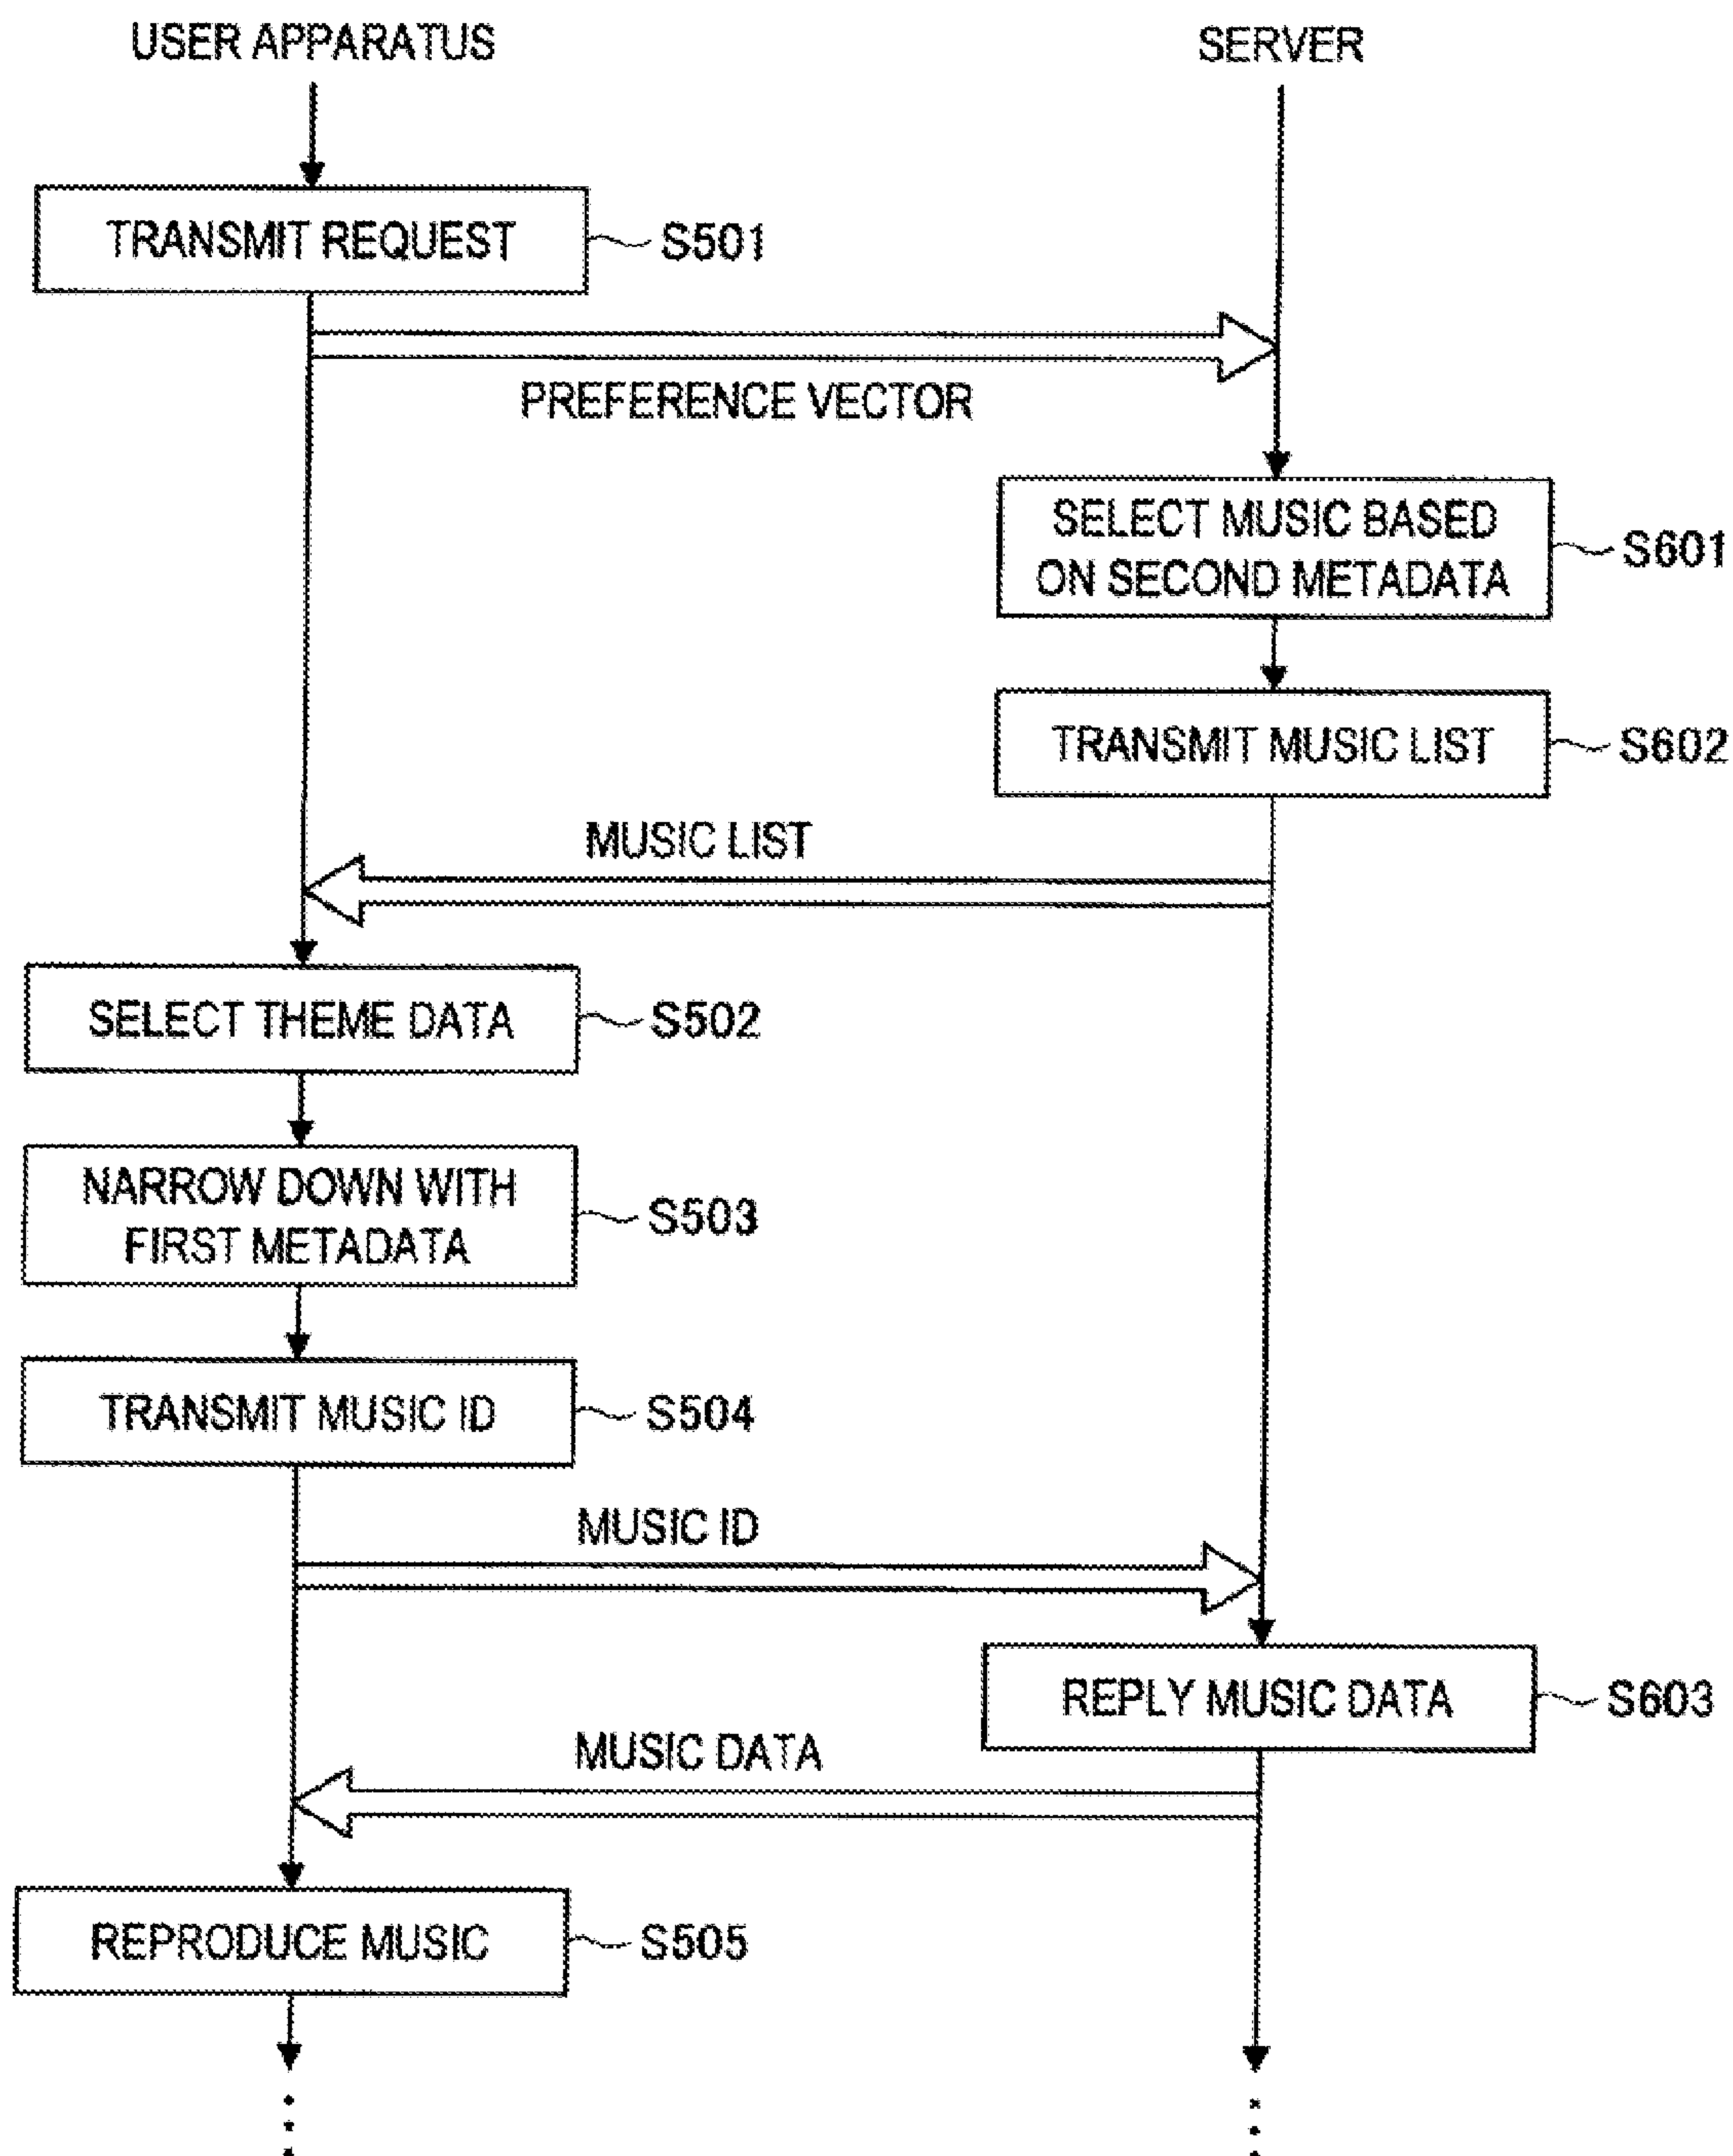 USER APPARATUS
SERVER
TRANSMIT REQUEST
S501
PREFERENCE VECTOR
SELECT MUSIC BASED
ON SECOND METADATA
S601
TRANSMIT MUSIC LIST
S602
MUSIC LIST
SELECT THEME DATA
S502
NARROW DOWN WITH
FIRST METADATA
S503
TRANSMIT MUSIC ID
S504
MUSIC ID
REPLY MUSIC DATA
S603
MUSIC DATA
REPRODUCE MUSIC
S505